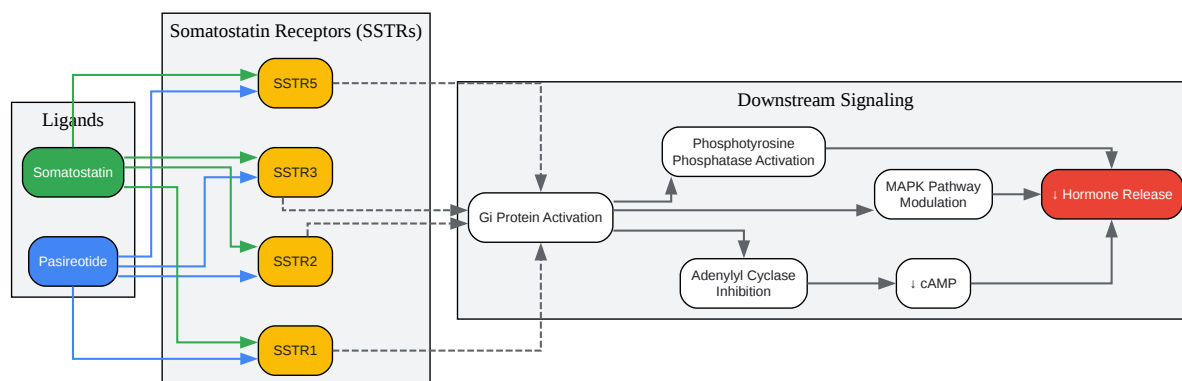 Somatostatin Receptors (SSTRs)
SSTR5
Ligands
Somatostatin
Pasireotide
SSTR3
SSTR2
SSTR1
Downstream Signaling
Gi Protein Activation
Phosphotyrosine
Phosphatase Activation
MAPK Pathway
Modulation
↓ Hormone Release
Adenylyl Cyclase
Inhibition
↓ cAMP